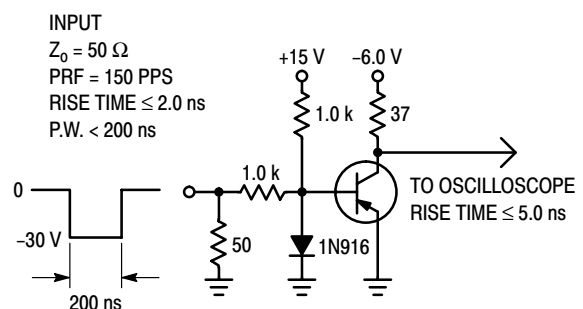 INPUT
Zo = 50 Ω
PRF = 150 PPS
RISE TIME ≤ 2.0 ns
P.W. < 200 ns
+15 V
−6.0 V
1.0 k
37
1.0 k
0
TO OSCILLOSCOPE
RISE TIME ≤ 5.0 ns
−30 V
50
1N916
200 ns